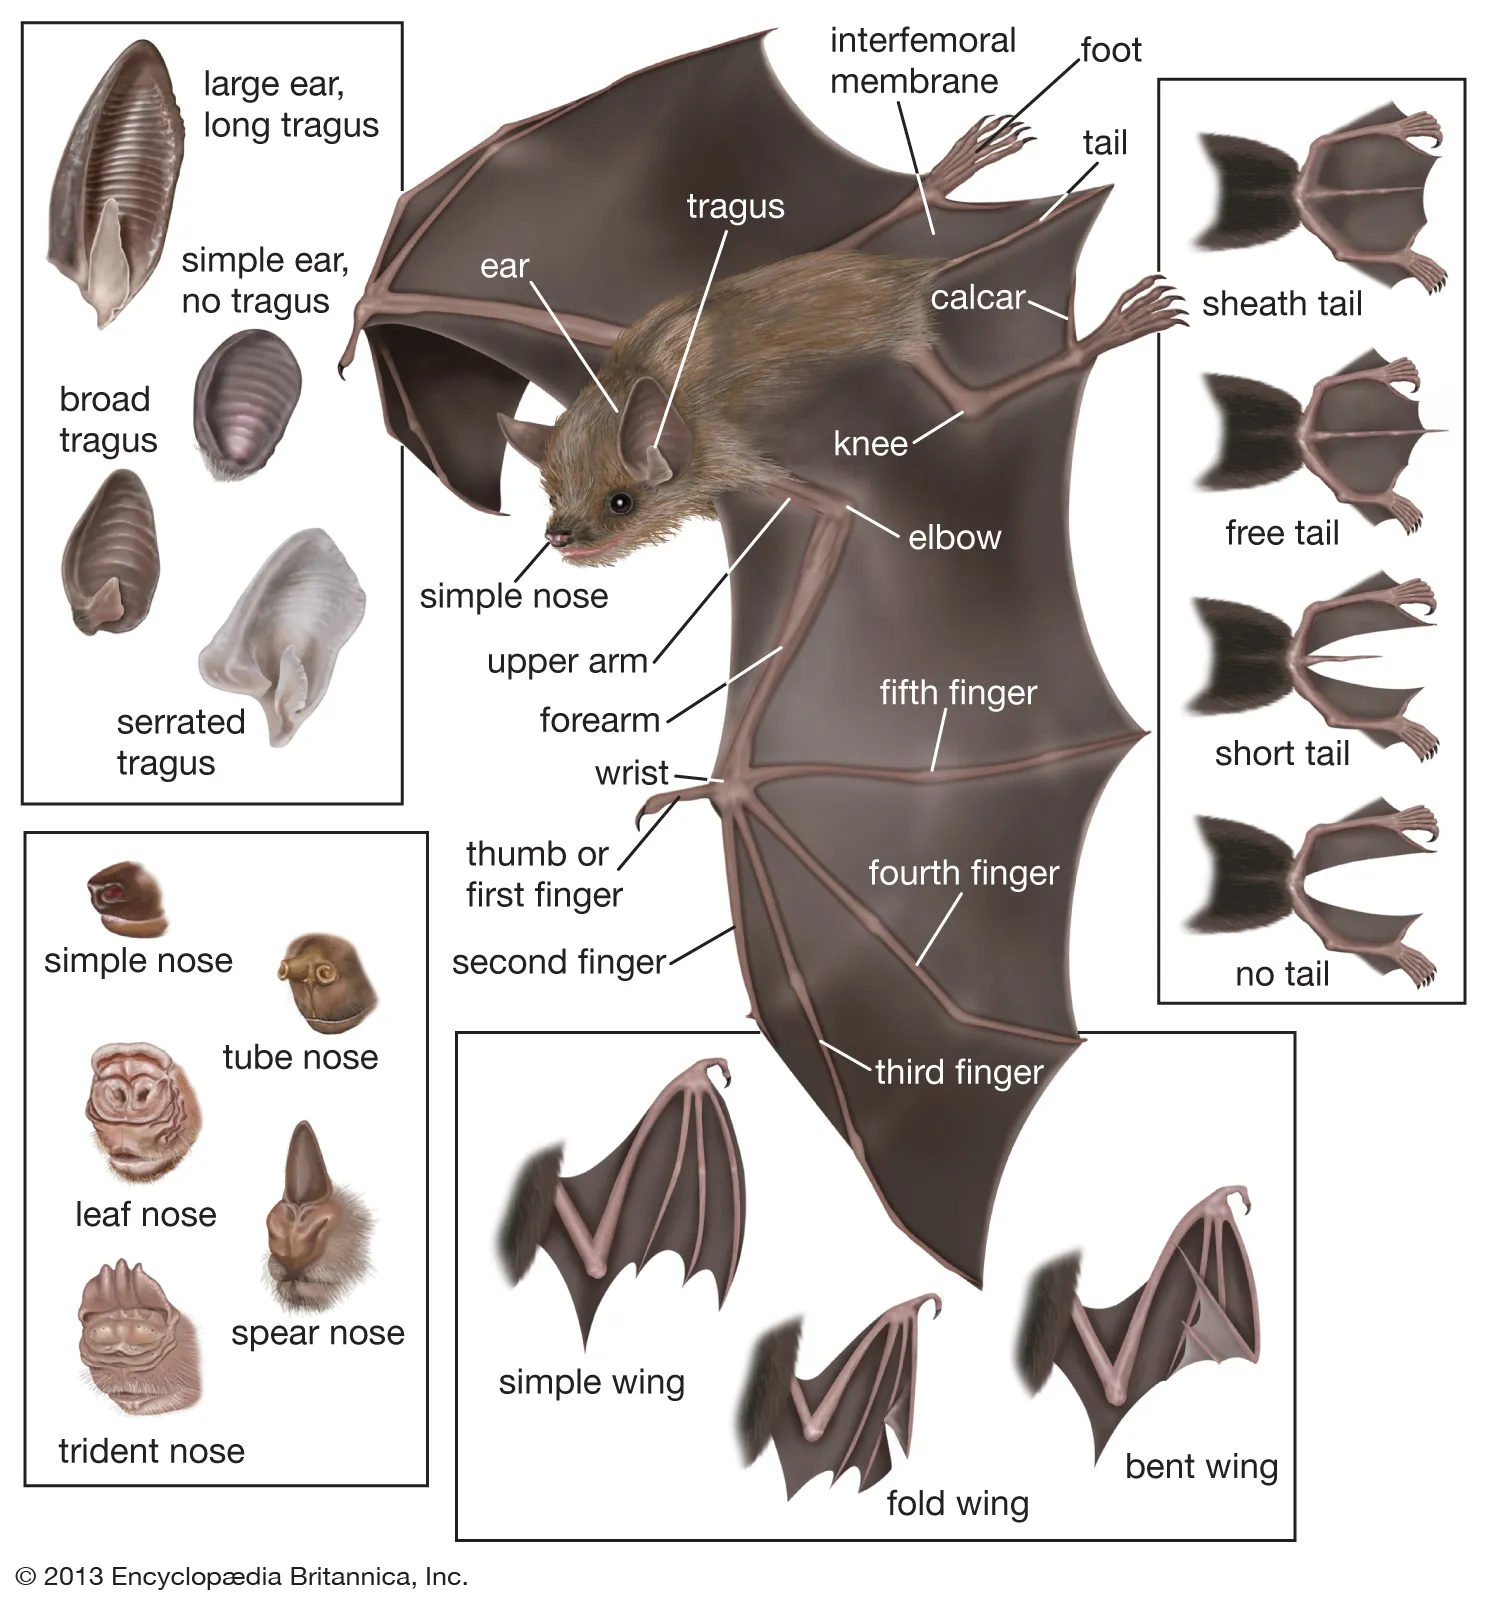 large ear,
long tragus
simple ear,
no tragus
broad
tragus
serrated
tragus
interfemoral
membrane
foot
tail
tragus
ear
calcar
knee
elbow
simple nose
upper arm
forearm
fifth finger
wrist
thumb or
first finger
fourth finger
second finger
third finger
sheath tail
free tail
short tail
no tail
simple nose
tube nose
leaf nose
spear nose
trident nose
simple wing
fold wing
bent wing
© 2013 Encyclopædia Britannica, Inc.